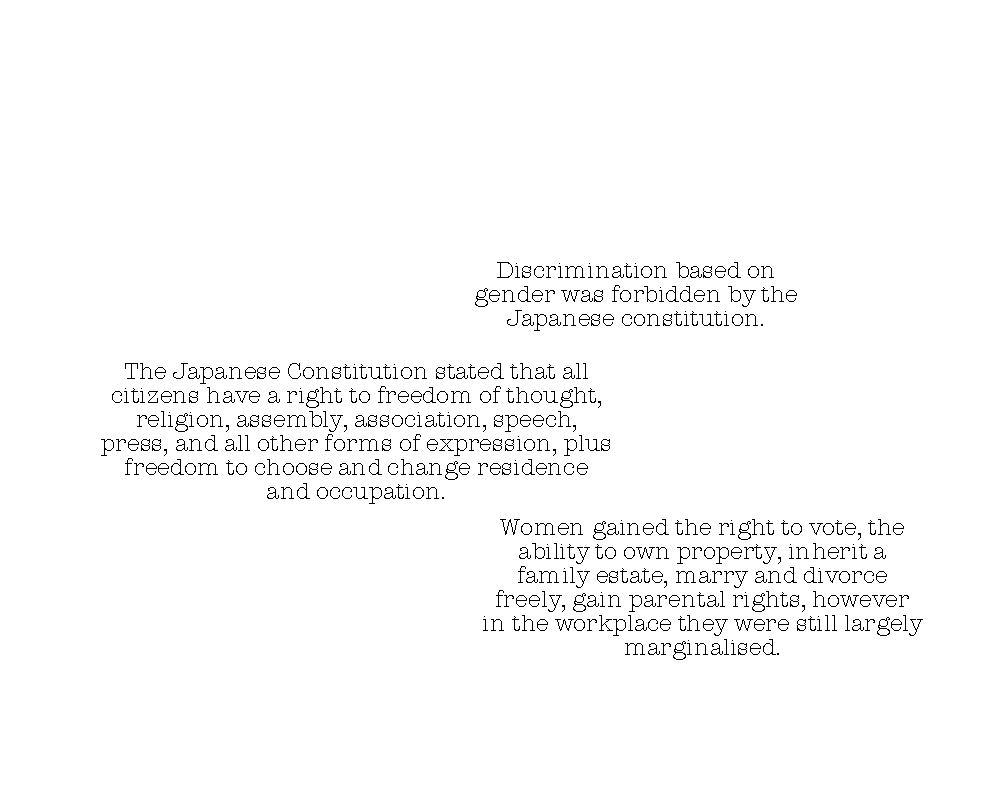 Discrimination based on
gender was forbidden by the
Japanese constitution.
The Japanese Constitution stated that all
citizens have a right to freedom of thought,
religion, assembly, association, speech,
press, and all other forms of expression, plus
freedom to choose and change residence
and occupation.
Women gained the right to vote, the
ability to own property, inherit a
family estate, marry and divorce
freely, gain parental rights, however
in the workplace they were still largely
marginalised.